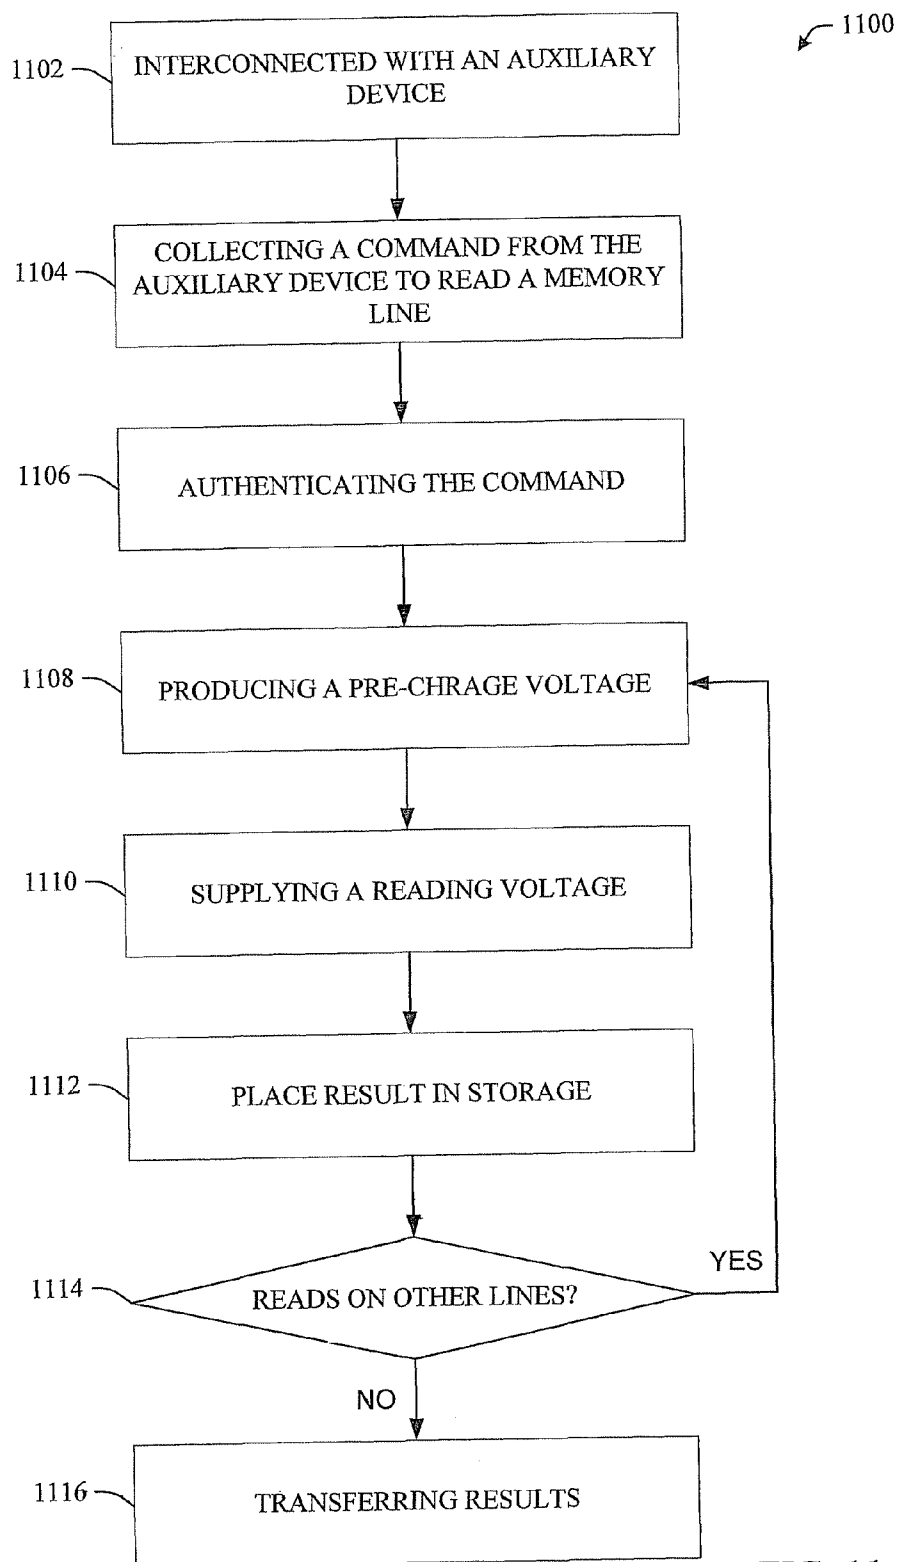 1100
1102
INTERCONNECTED WITH AN AUXILIARY
DEVICE
1104
COLLECTING A COMMAND FROM THE
AUXILIARY DEVICE TO READ A MEMORY
LINE
1106
AUTHENTICATING THE COMMAND
1108
PRODUCING A PRE-CHRAGE VOLTAGE
1110
SUPPLYING A READING VOLTAGE
1112
PLACE RESULT IN STORAGE
1114
READS ON OTHER LINES?
YES
NO
1116
TRANSFERRING RESULTS
FIG. 11